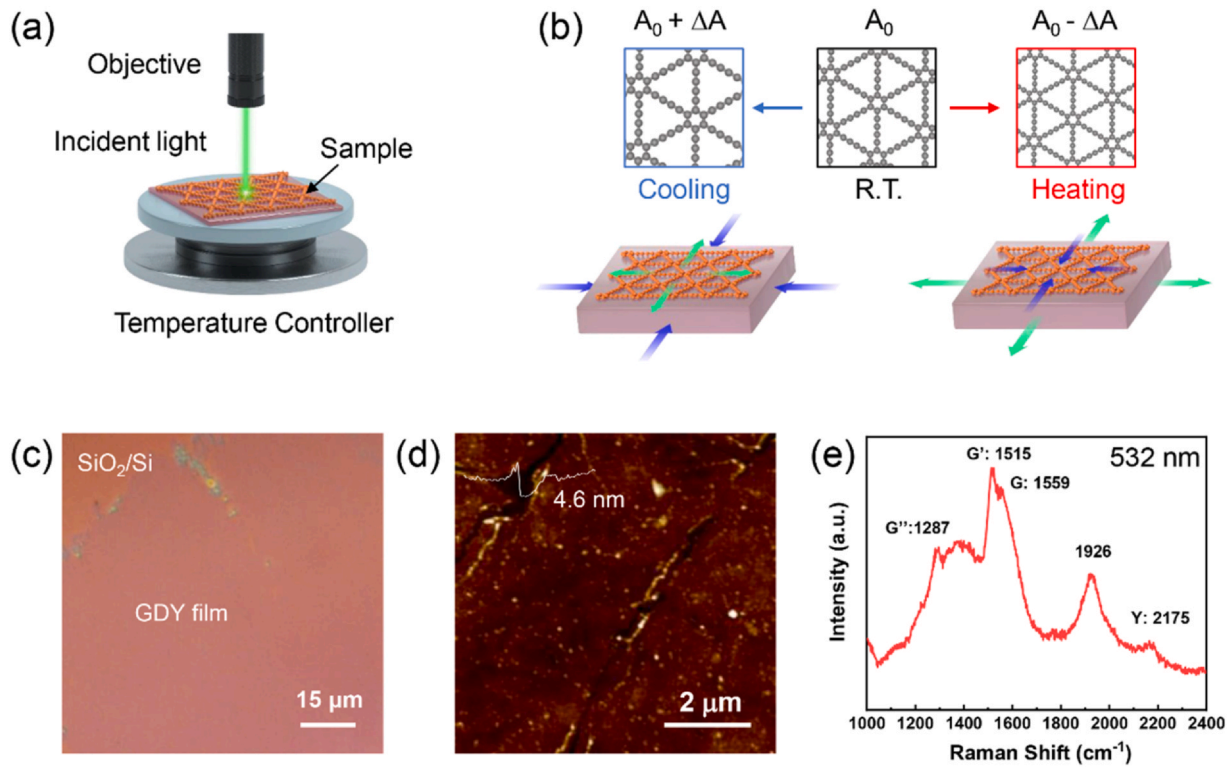 (a)
Objective
Incident light
Sample
Temperature Controller
(b)
A₀ + ΔA
A₀
A₀ - ΔA
Cooling
R.T.
Heating
(c)
SiO₂/Si
GDY film
15 μm
(d)
4.6 nm
2 μm
(e)
532 nm
G': 1515
G: 1559
G'':1287
1926
Y: 2175
Intensity (a.u.)
1000 1200 1400 1600 1800 2000 2200 2400
Raman Shift (cm⁻¹)